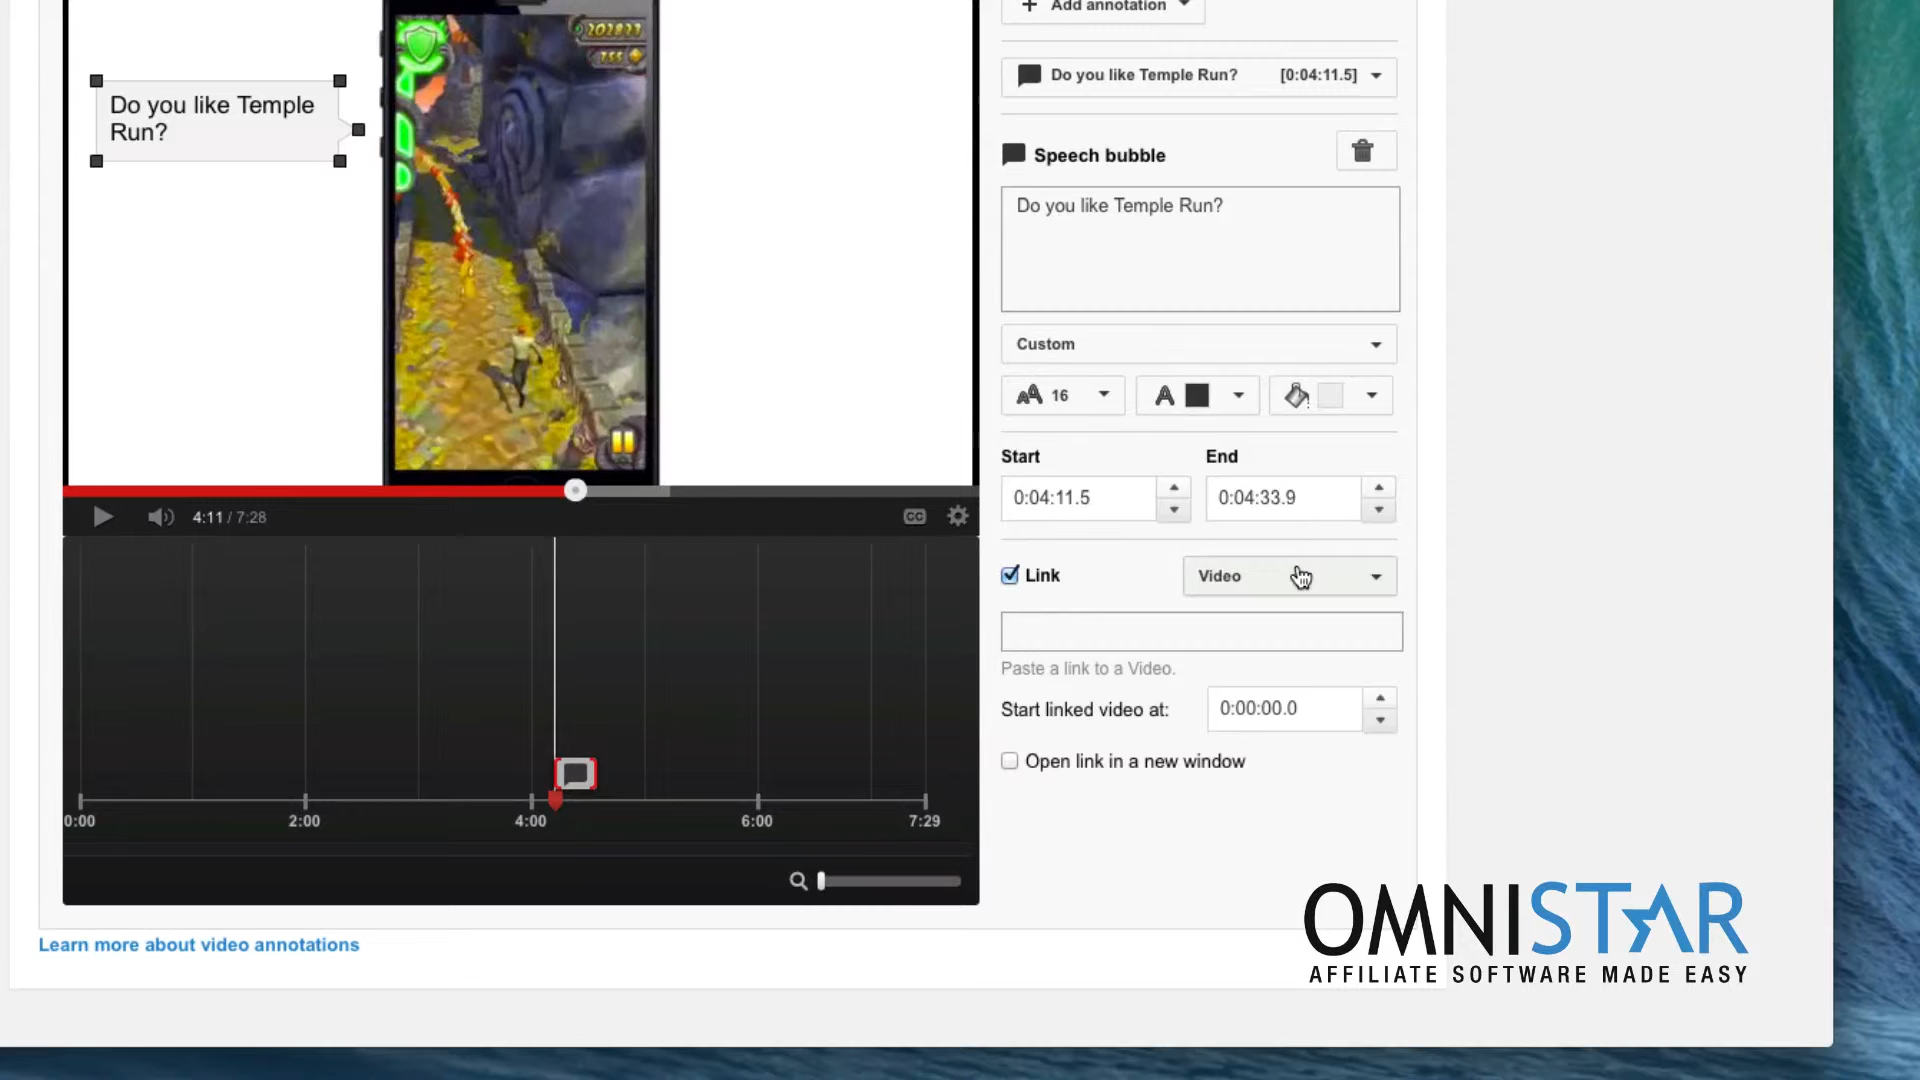 Add annotation
202877
755
Do you like Temple Run? [0:04:11.5]
Do you like Temple
Run?
Speech bubble
Do you like Temple Run?
Custom
AA 16
A
Start
End
0:04:11.5
0:04:33.9
4:11 / 7:28
CC
Link
Video
Paste a link to a Video.
Start linked video at:
0:00:00.0
Open link in a new window
0:00
2:00
4:00
6:00
7:29
Learn more about video annotations
OMNISTAR
AFFILIATE SOFTWARE MADE EASY